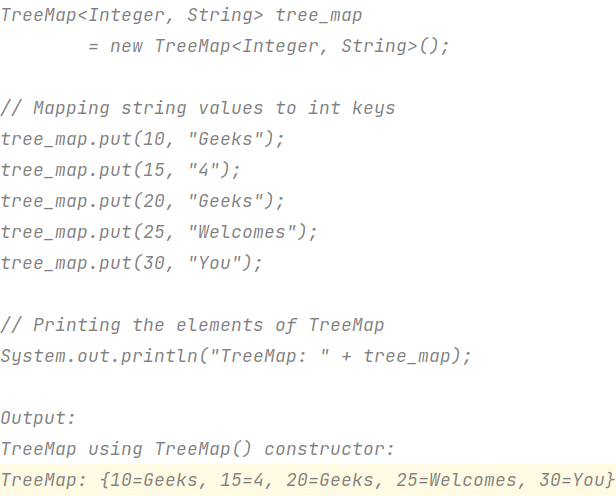 TreeMap<Integer, String> tree_map
= new TreeMap<Integer, String>();
// Mapping string values to int keys
tree_map.put(10, "Geeks");
tree_map.put(15, "4");
tree_map.put(20, "Geeks");
tree_map.put(25, "Welcomes");
tree_map.put(30, "You");
// Printing the elements of TreeMap
System.out.println("TreeMap: " + tree_map);
Output:
TreeMap using TreeMap() constructor:
TreeMap: {10=Geeks, 15=4, 20=Geeks, 25=Welcomes, 30=You}